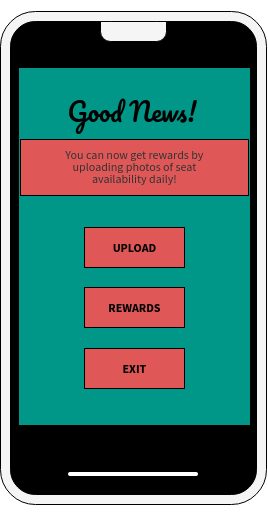 Good News!
You can now get rewards by
uploading photos of seat
availability daily!
UPLOAD
REWARDS
EXIT